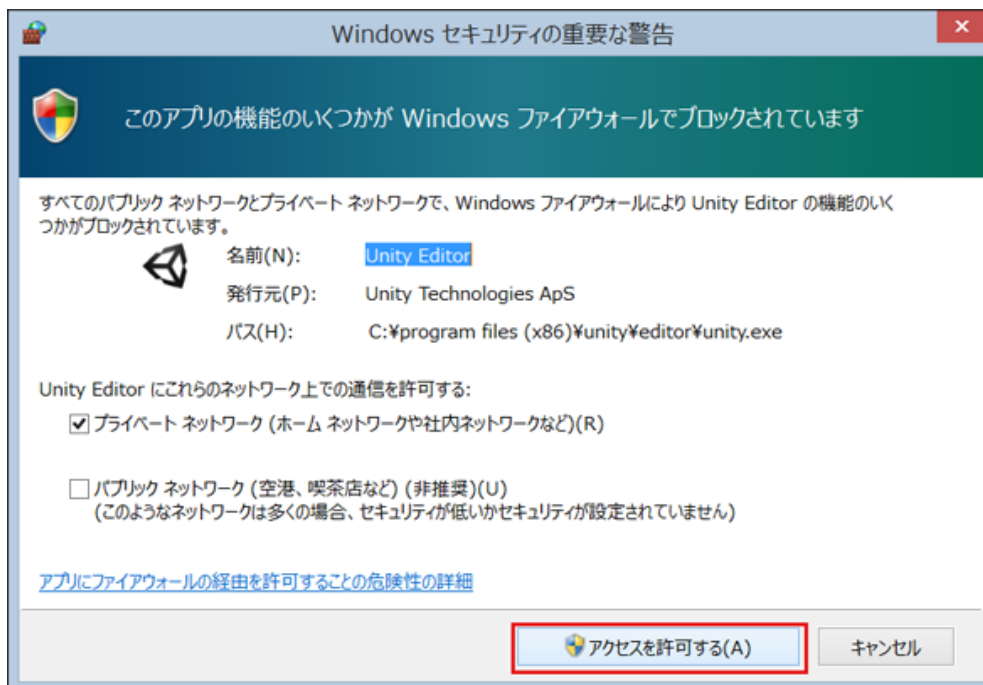 Windows セキュリティの重要な警告
このアプリの機能のいくつかが Windows ファイアウォールでブロックされています
すべてのパブリック ネットワークとプライベート ネットワークで、Windows ファイアウォールにより Unity Editor の機能のいく
つかがブロックされています。
名前(N): Unity Editor
発行元(P): Unity Technologies ApS
パス(H): C:¥program files (x86)¥unity¥editor¥unity.exe
Unity Editor にこれらのネットワーク上での通信を許可する:
プライベート ネットワーク (ホーム ネットワークや社内ネットワークなど)(R)
パブリック ネットワーク (空港、喫茶店など) (非推奨)(U)
(このようなネットワークは多くの場合、セキュリティが低いかセキュリティが設定されていません)
アプリにファイアウォールの経由を許可することの危険性の詳細
アクセスを許可する(A) キャンセル